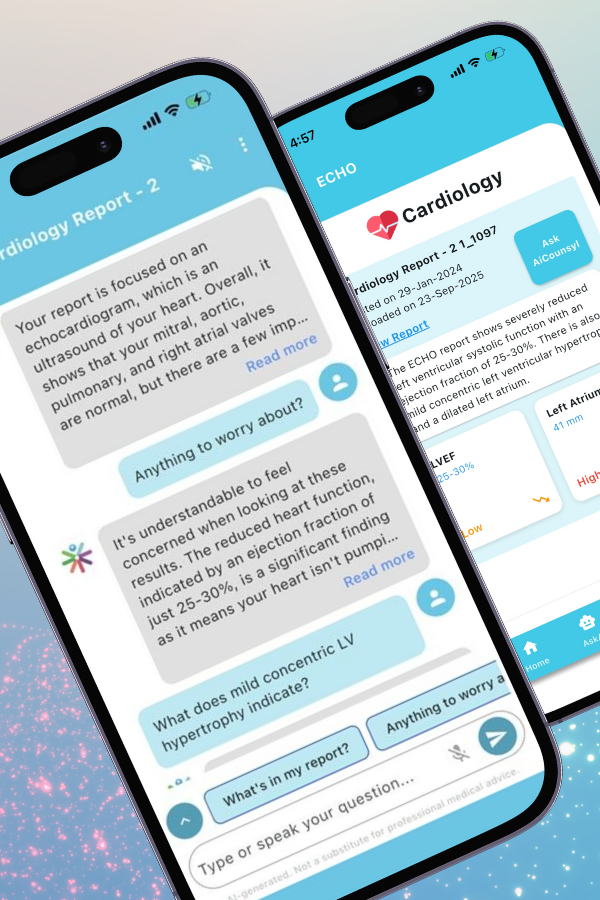 rdiology Report - 2
Your report is focused on an
echocardiogram, which is an
ultrasound of your heart. Overall, it
shows that your mitral, aortic,
pulmonary, and right atrial valves
are normal, but there are a few imp...
Read more
Anything to worry about?
It's understandable to feel
concerned when looking at these
results. The reduced heart function,
indicated by an ejection fraction of
just 25-30%, is a significant finding
as it means your heart isn't pumpi...
Read more
What does mild concentric LV
hypertrophy indicate?
What's in my report?
Anything to worry a
Type or speak your question...
AI-generated. Not a substitute for professional medical advice.
4:57
ECHO
Cardiology
rdiology Report - 2 1_1097
ted on 29-Jan-2024
oaded on 23-Sep-2025
w Report
Ask
AiCounsyl
The ECHO report shows severely reduced
left ventricular systolic function with an
ejection fraction of 25-30%. There is also
mild concentric left ventricular hypertrop
and a dilated left atrium.
LVEF
25-30%
Low
Left Atrium
41 mm
High
Home
AskA